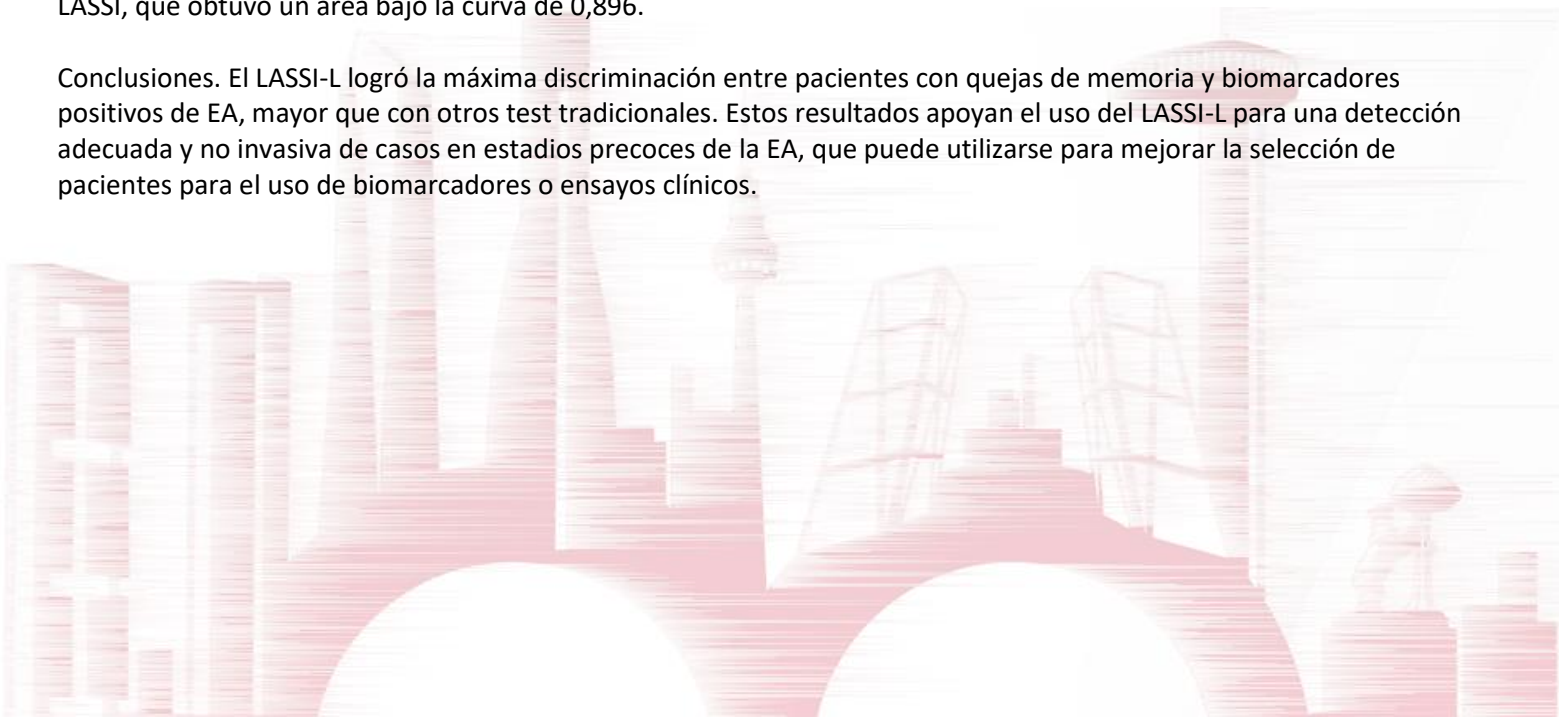 LASSI, que obtuvo un área bajo la curva de 0,896.
Conclusiones. El LASSI-L logró la máxima discriminación entre pacientes con quejas de memoria y biomarcadores
positivos de EA, mayor que con otros test tradicionales. Estos resultados apoyan el uso del LASSI-L para una detección
adecuada y no invasiva de casos en estadios precoces de la EA, que puede utilizarse para mejorar la selección de
pacientes para el uso de biomarcadores o ensayos clínicos.